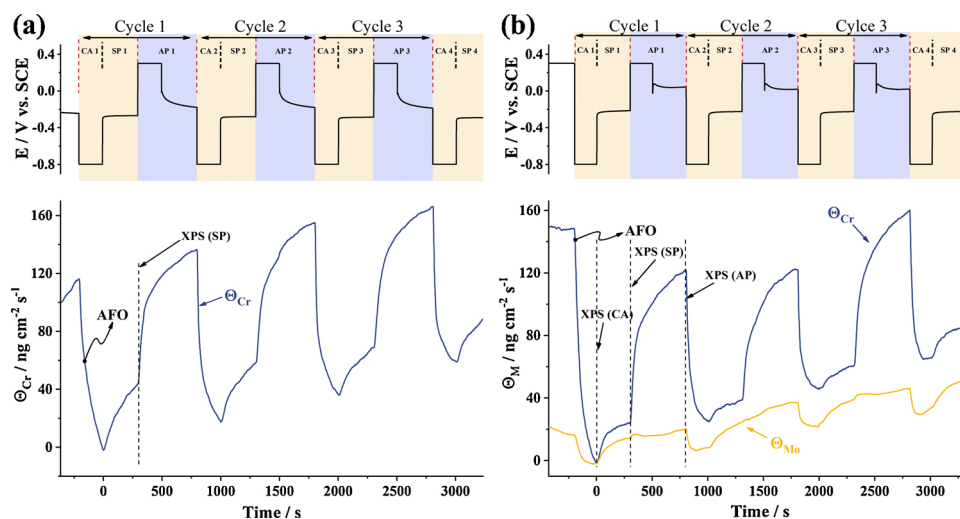 (a)
Cycle 1 Cycle 2 Cycle 3
CA 1 SP 1 AP 1 CA 2 SP 2 AP 2 CA 3 SP 3 AP 3 CA 4 SP 4
E / V vs. SCE
0.4
0.0
-0.4
-0.8
XPS (SP)
AFO
Θ_Cr
Θ_Cr / ng cm⁻² s⁻¹
160
120
80
40
0
0 500 1000 1500 2000 2500 3000
Time / s
(b)
Cycle 1 Cycle 2 Cylce 3
CA 1 SP 1 AP 1 CA 2 SP 2 AP 2 CA 3 SP 3 AP 3 CA 4 SP 4
E / V vs. SCE
0.4
0.0
-0.4
-0.8
Θ_Cr
AFO
XPS (SP)
XPS (AP)
XPS (CA)
Θ_Mo
Θ_M / ng cm⁻² s⁻¹
160
120
80
40
0
0 500 1000 1500 2000 2500 3000
Time / s